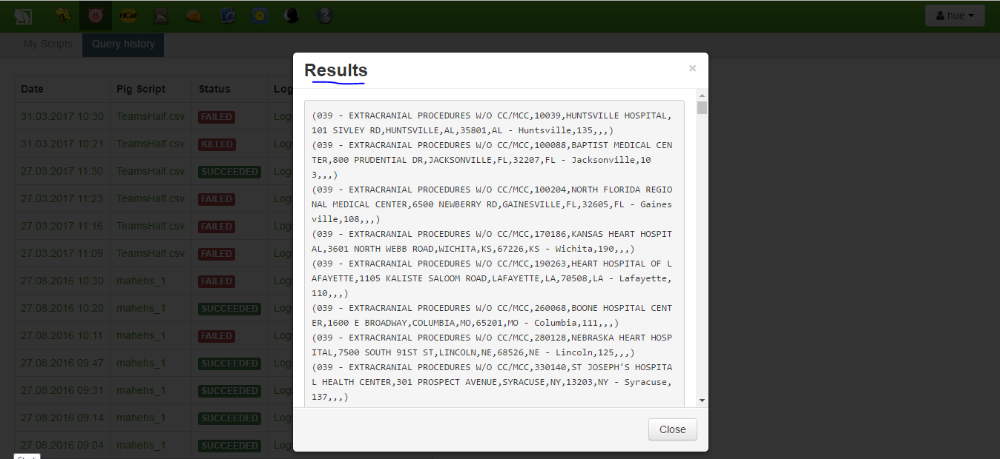 HCat
hue
My Scripts
Query history
Date Pig Script Status Log
31.03.2017 10:30 TeamsHalf.csv FAILED Log
31.03.2017 10:21 TeamsHalf.csv KILLED Log
27.03.2017 11:30 TeamsHalf.csv SUCCEEDED Log
27.03.2017 11:23 TeamsHalf.csv FAILED Log
27.03.2017 11:16 TeamsHalf.csv FAILED Log
27.03.2017 11:09 TeamsHalf.csv FAILED Log
27.08.2016 10:30 mahehs_1 FAILED Log
27.08.2016 10:20 mahehs_1 SUCCEEDED Log
27.08.2016 10:11 mahehs_1 FAILED Log
27.08.2016 09:47 mahehs_1 SUCCEEDED Log
27.08.2016 09:31 mahehs_1 SUCCEEDED Log
27.08.2016 09:14 mahehs_1 SUCCEEDED Log
27.08.2016 09:04 mahehs_1 SUCCEEDED Log
Results
×
(039 - EXTRACRANIAL PROCEDURES W/O CC/MCC,10039,HUNTSVILLE HOSPITAL,
101 SIVLEY RD,HUNTSVILLE,AL,35801,AL - Huntsville,135,,,)
(039 - EXTRACRANIAL PROCEDURES W/O CC/MCC,100088,BAPTIST MEDICAL CEN
TER,800 PRUDENTIAL DR,JACKSONVILLE,FL,32207,FL - Jacksonville,10
3,,,)
(039 - EXTRACRANIAL PROCEDURES W/O CC/MCC,100204,NORTH FLORIDA REGIO
NAL MEDICAL CENTER,6500 NEWBERRY RD,GAINESVILLE,FL,32605,FL - Gaines
ville,108,,,)
(039 - EXTRACRANIAL PROCEDURES W/O CC/MCC,170186,KANSAS HEART HOSPIT
AL,3601 NORTH WEBB ROAD,WICHITA,KS,67226,KS - Wichita,190,,,)
(039 - EXTRACRANIAL PROCEDURES W/O CC/MCC,190263,HEART HOSPITAL OF L
AFAYETTE,1105 KALISTE SALOOM ROAD,LAFAYETTE,LA,70508,LA - Lafayette,
110,,,)
(039 - EXTRACRANIAL PROCEDURES W/O CC/MCC,260068,BOONE HOSPITAL CENT
ER,1600 E BROADWAY,COLUMBIA,MO,65201,MO - Columbia,111,,,)
(039 - EXTRACRANIAL PROCEDURES W/O CC/MCC,280128,NEBRASKA HEART HOSP
ITAL,7500 SOUTH 91ST ST,LINCOLN,NE,68526,NE - Lincoln,125,,,)
(039 - EXTRACRANIAL PROCEDURES W/O CC/MCC,330140,ST JOSEPH'S HOSPITA
L HEALTH CENTER,301 PROSPECT AVENUE,SYRACUSE,NY,13203,NY - Syracuse,
137,,,)
Close